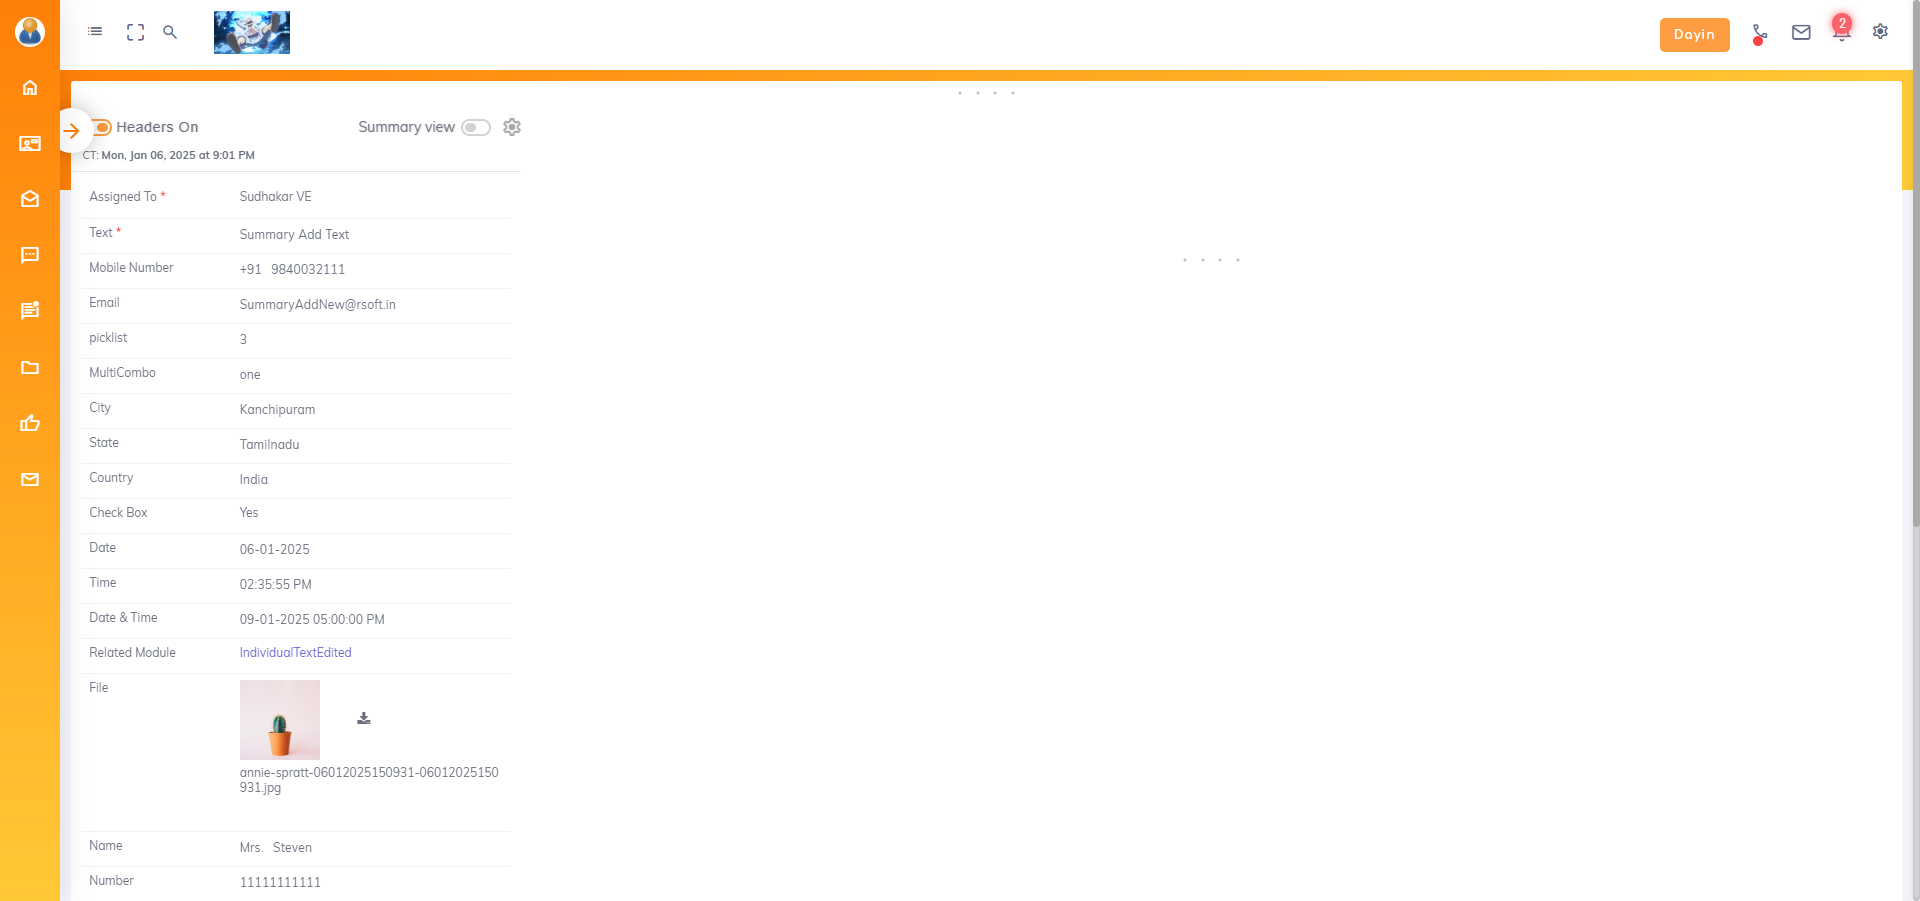 Dayin
2
Headers On
Summary view
CT: Mon, Jan 06, 2025 at 9:01 PM
Assigned To * Sudhakar VE
Text * Summary Add Text
Mobile Number +91 9840032111
Email SummaryAddNew@rsoft.in
picklist 3
MultiCombo one
City Kanchipuram
State Tamilnadu
Country India
Check Box Yes
Date 06-01-2025
Time 02:35:55 PM
Date & Time 09-01-2025 05:00:00 PM
Related Module IndividualTextEdited
File
annie-spratt-06012025150931-06012025150
931.jpg
Name Mrs. Steven
Number 11111111111